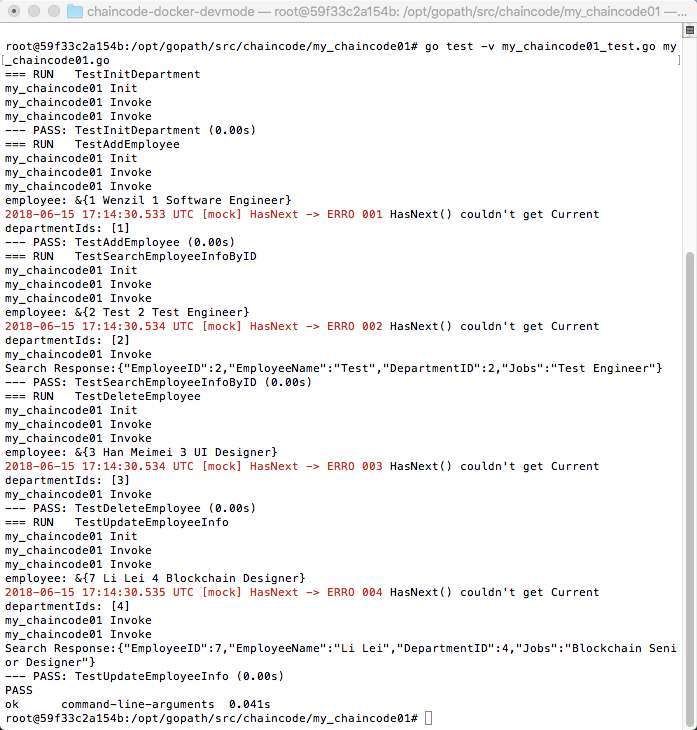 chaincode-docker-devmode — root@59f33c2a154b: /opt/gopath/src/chaincode/my_chaincode01 —...
root@59f33c2a154b:/opt/gopath/src/chaincode/my_chaincode01# go test -v my_chaincode01_test.go my
_chaincode01.go
=== RUN   TestInitDepartment
my_chaincode01 Init
my_chaincode01 Invoke
my_chaincode01 Invoke
--- PASS: TestInitDepartment (0.00s)
=== RUN   TestAddEmployee
my_chaincode01 Init
my_chaincode01 Invoke
my_chaincode01 Invoke
employee: &{1 Wenzil 1 Software Engineer}
2018-06-15 17:14:30.533 UTC [mock] HasNext -> ERRO 001 HasNext() couldn't get Current
departmentIds: [1]
--- PASS: TestAddEmployee (0.00s)
=== RUN   TestSearchEmployeeInfoByID
my_chaincode01 Init
my_chaincode01 Invoke
my_chaincode01 Invoke
employee: &{2 Test 2 Test Engineer}
2018-06-15 17:14:30.534 UTC [mock] HasNext -> ERRO 002 HasNext() couldn't get Current
departmentIds: [2]
my_chaincode01 Invoke
Search Response:{"EmployeeID":2,"EmployeeName":"Test","DepartmentID":2,"Jobs":"Test Engineer"}
--- PASS: TestSearchEmployeeInfoByID (0.00s)
=== RUN   TestDeleteEmployee
my_chaincode01 Init
my_chaincode01 Invoke
my_chaincode01 Invoke
employee: &{3 Han Meimei 3 UI Designer}
2018-06-15 17:14:30.534 UTC [mock] HasNext -> ERRO 003 HasNext() couldn't get Current
departmentIds: [3]
my_chaincode01 Invoke
--- PASS: TestDeleteEmployee (0.00s)
=== RUN   TestUpdateEmployeeInfo
my_chaincode01 Init
my_chaincode01 Invoke
my_chaincode01 Invoke
employee: &{7 Li Lei 4 Blockchain Designer}
2018-06-15 17:14:30.535 UTC [mock] HasNext -> ERRO 004 HasNext() couldn't get Current
departmentIds: [4]
my_chaincode01 Invoke
my_chaincode01 Invoke
Search Response:{"EmployeeID":7,"EmployeeName":"Li Lei","DepartmentID":4,"Jobs":"Blockchain Seni
or Designer"}
--- PASS: TestUpdateEmployeeInfo (0.00s)
PASS
ok      command-line-arguments  0.041s
root@59f33c2a154b:/opt/gopath/src/chaincode/my_chaincode01#